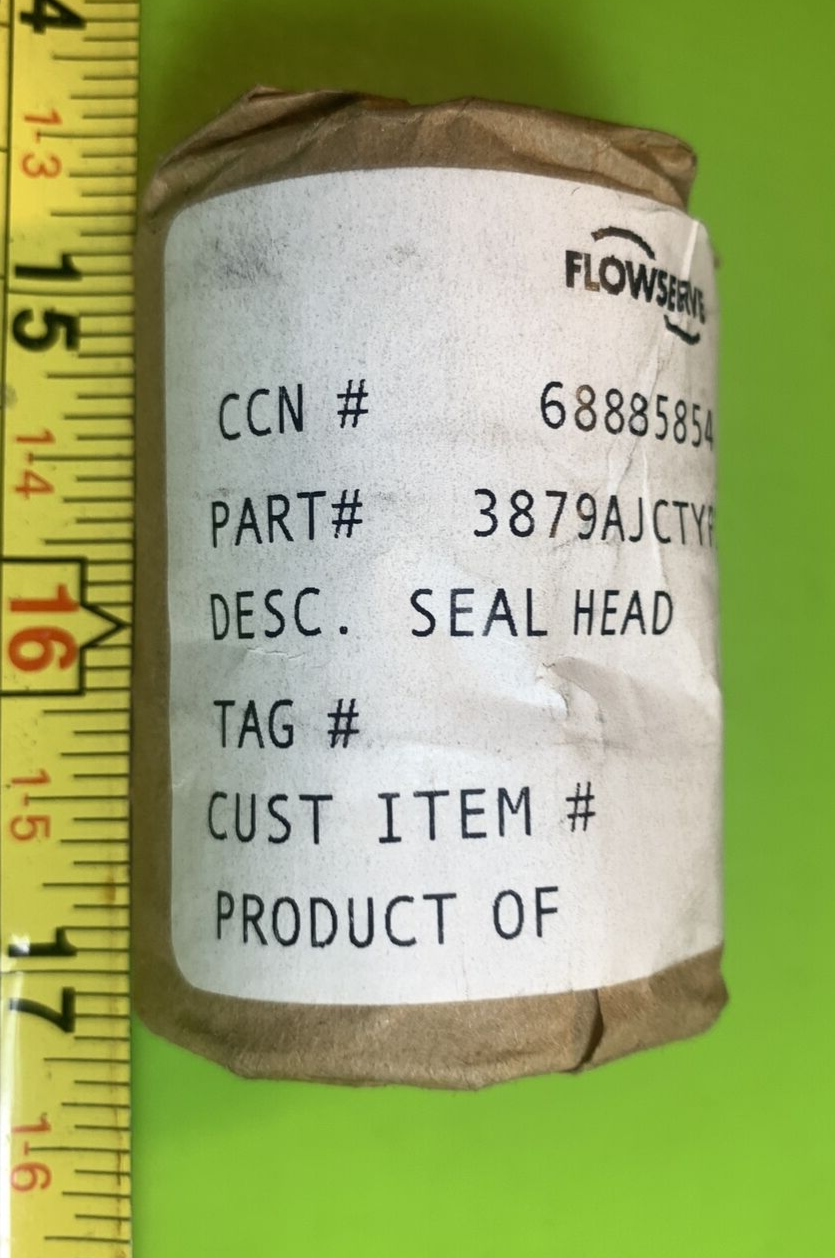 FLOWSERVE
CCN # 68885854
PART# 3879AJCTY
DESC. SEAL HEAD
TAG #
CUST ITEM #
PRODUCT OF
4
1-3
15
1-4
16
1-5
17
1-6